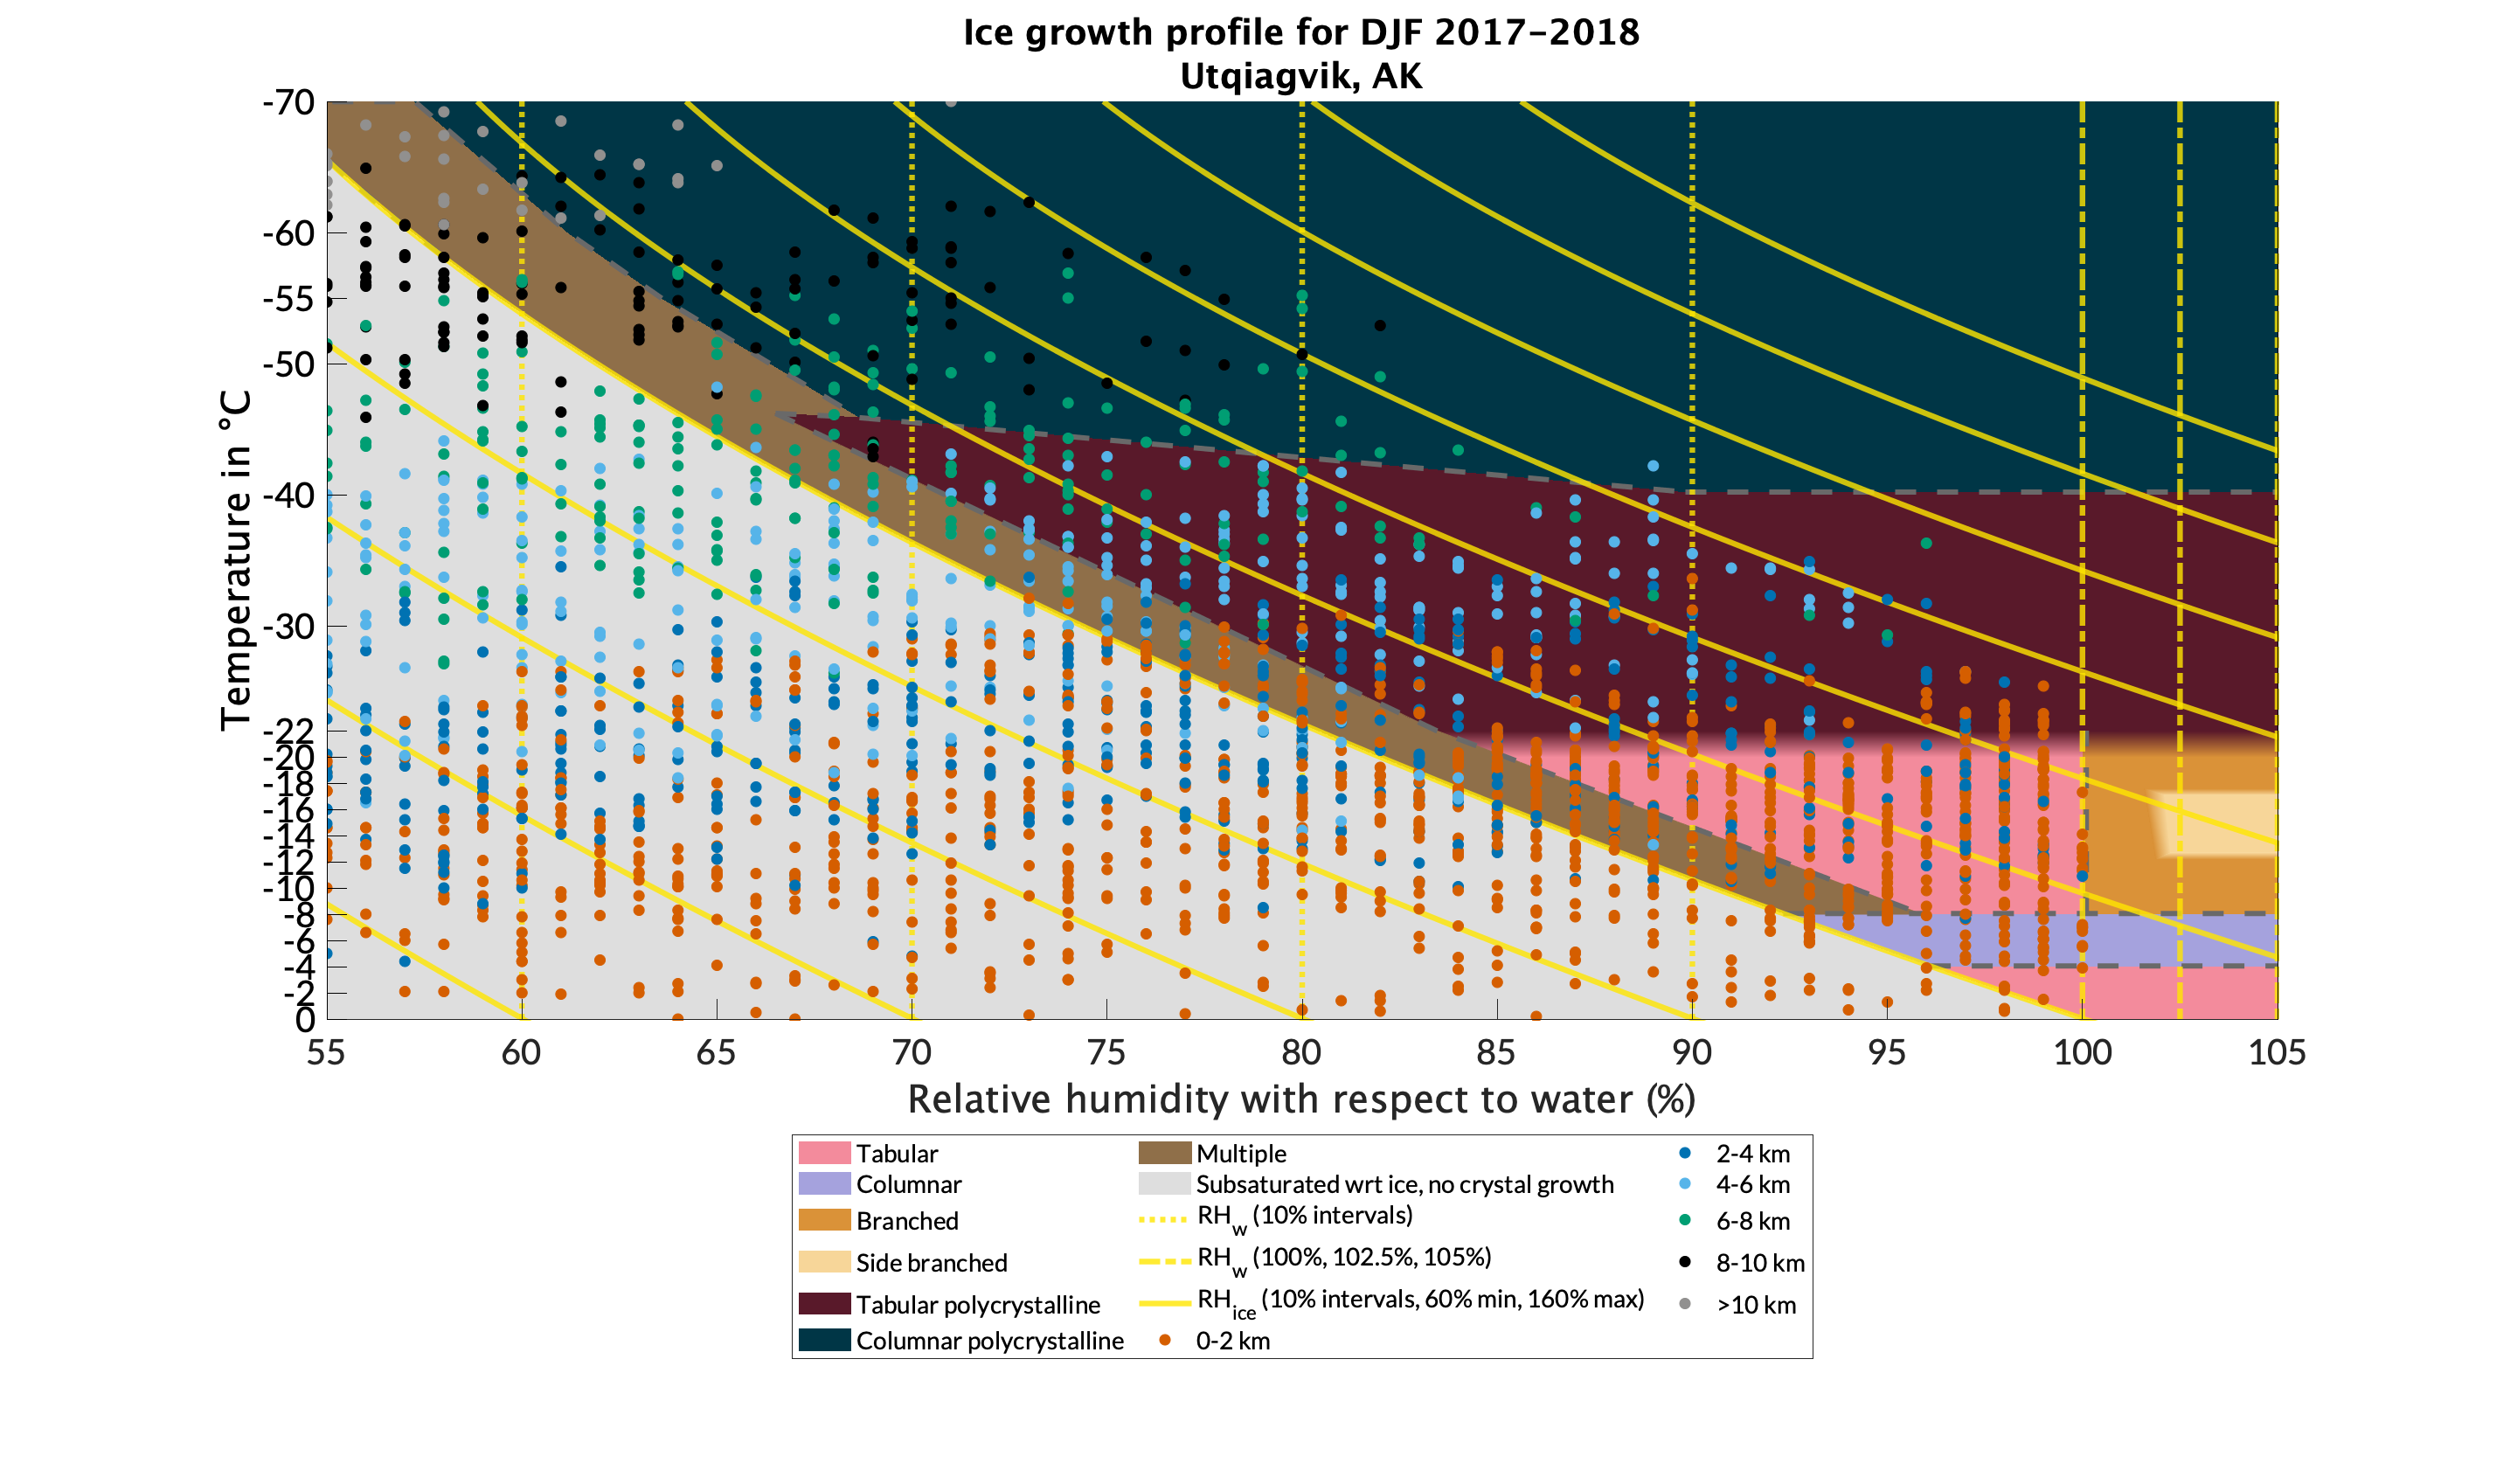 Ice growth profile for DJF 2017-2018
Utqiagvik, AK
Temperature in °C
-70
-60
-55
-50
-40
-30
-22
-20
-18
-16
-14
-12
-10
-8
-6
-4
-2
0
55 60 65 70 75 80 85 90 95 100 105
Relative humidity with respect to water (%)
Tabular
Columnar
Branched
Side branched
Tabular polycrystalline
Columnar polycrystalline
Multiple
Subsaturated wrt ice, no crystal growth
RHw (10% intervals)
RHw (100%, 102.5%, 105%)
RHice (10% intervals, 60% min, 160% max)
0-2 km
2-4 km
4-6 km
6-8 km
8-10 km
>10 km